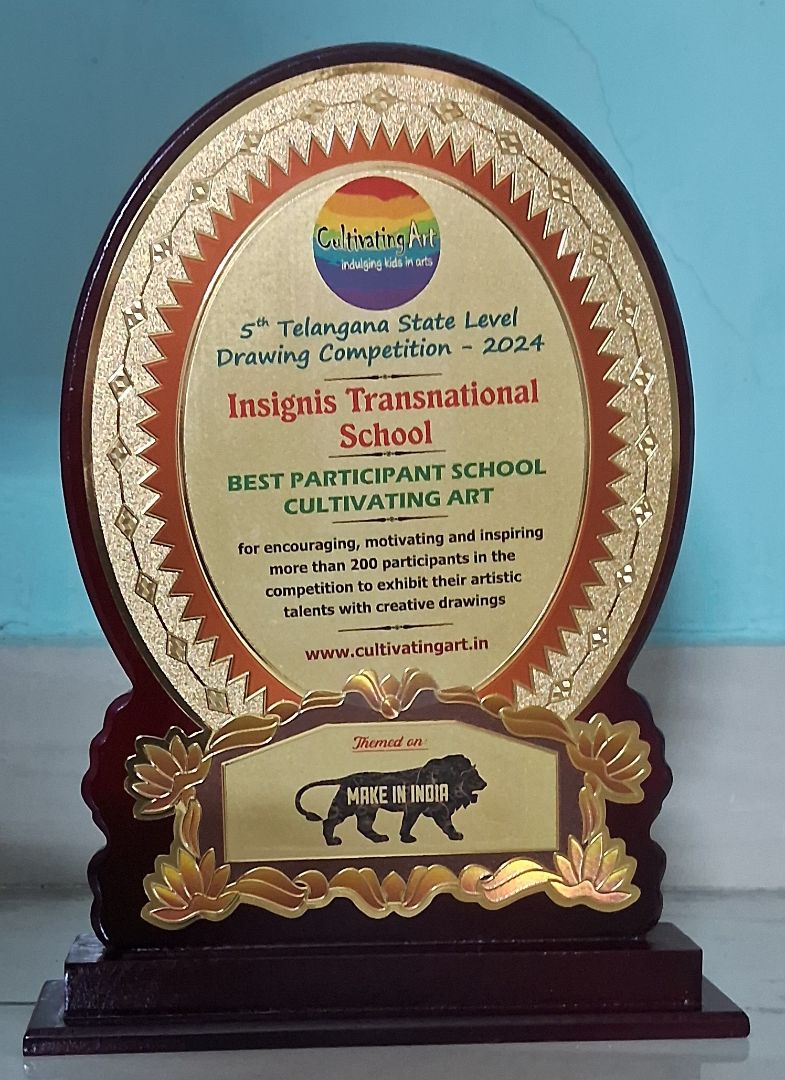 Cultivating Art
indulging kids in arts
5th Telangana State Level
Drawing Competition - 2024
Insignis Transnational
School
BEST PARTICIPANT SCHOOL
CULTIVATING ART
for encouraging, motivating and inspiring
more than 200 participants in the
competition to exhibit their artistic
talents with creative drawings
www.cultivatingart.in
Themed on:
MAKE IN INDIA